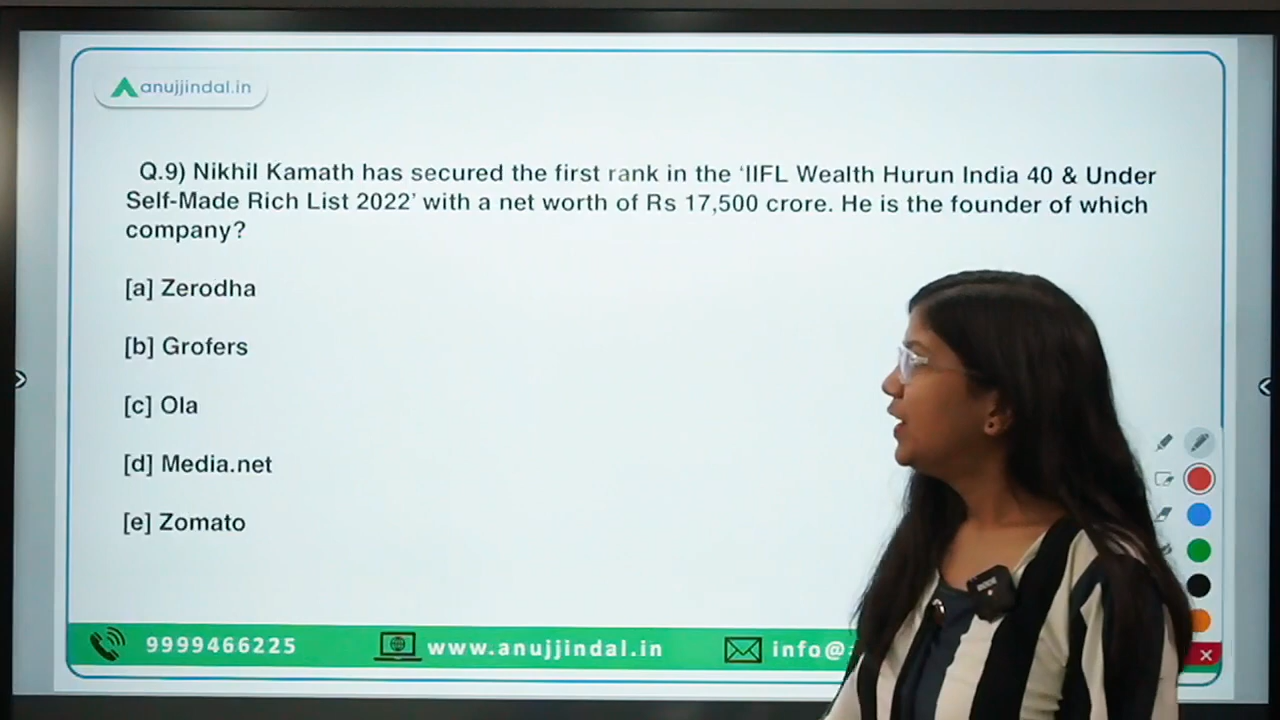 anujjindal.in
Q.9) Nikhil Kamath has secured the first rank in the ‘IIFL Wealth Hurun India 40 & Under
Self-Made Rich List 2022’ with a net worth of Rs 17,500 crore. He is the founder of which
company?
[a] Zerodha
[b] Grofers
[c] Ola
[d] Media.net
[e] Zomato
9999466225 www.anujjindal.in info@